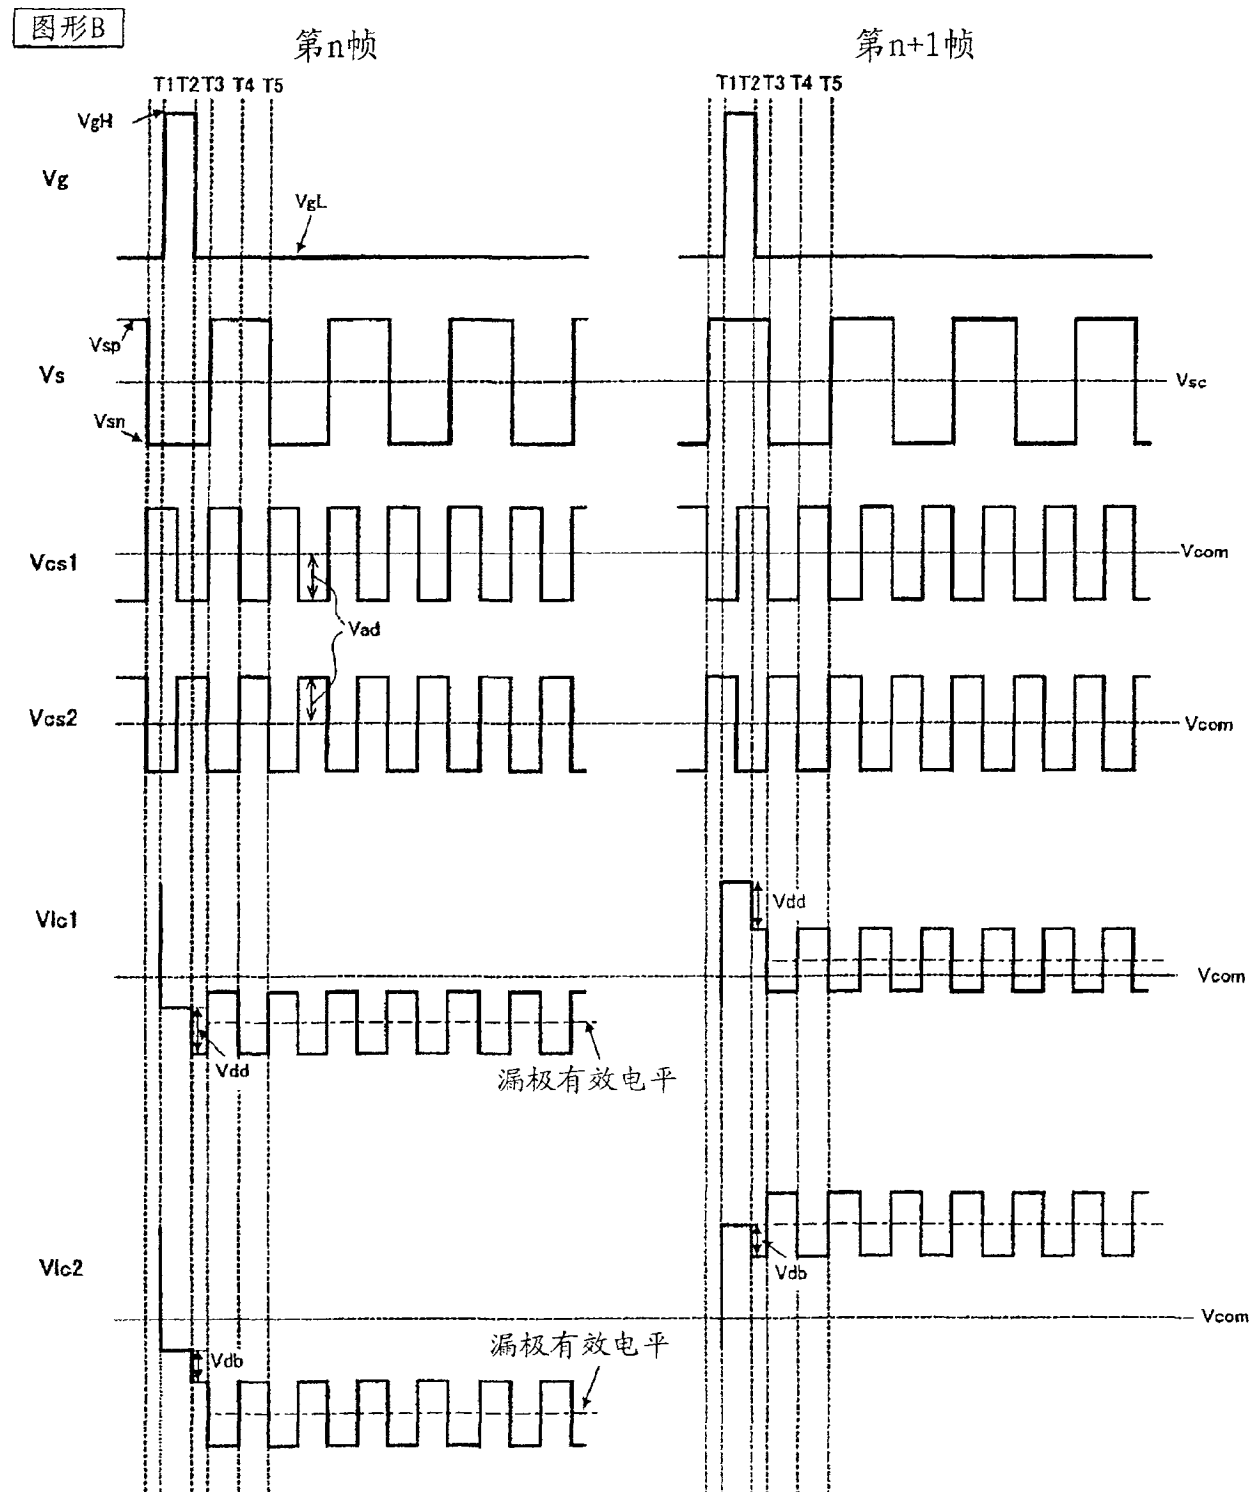 图形B
第n帧
第n+1帧
T1 T2 T3 T4 T5
T1 T2 T3 T4 T5
VgH
Vg
VgL
Vsp
Vs
Vsc
Vsn
Vcs1
Vcom
Vad
Vcs2
Vcom
Vlc1
Vdd
Vcom
Vdd
漏极有效电平
Vlc2
Vdb
Vcom
漏极有效电平
Vdb